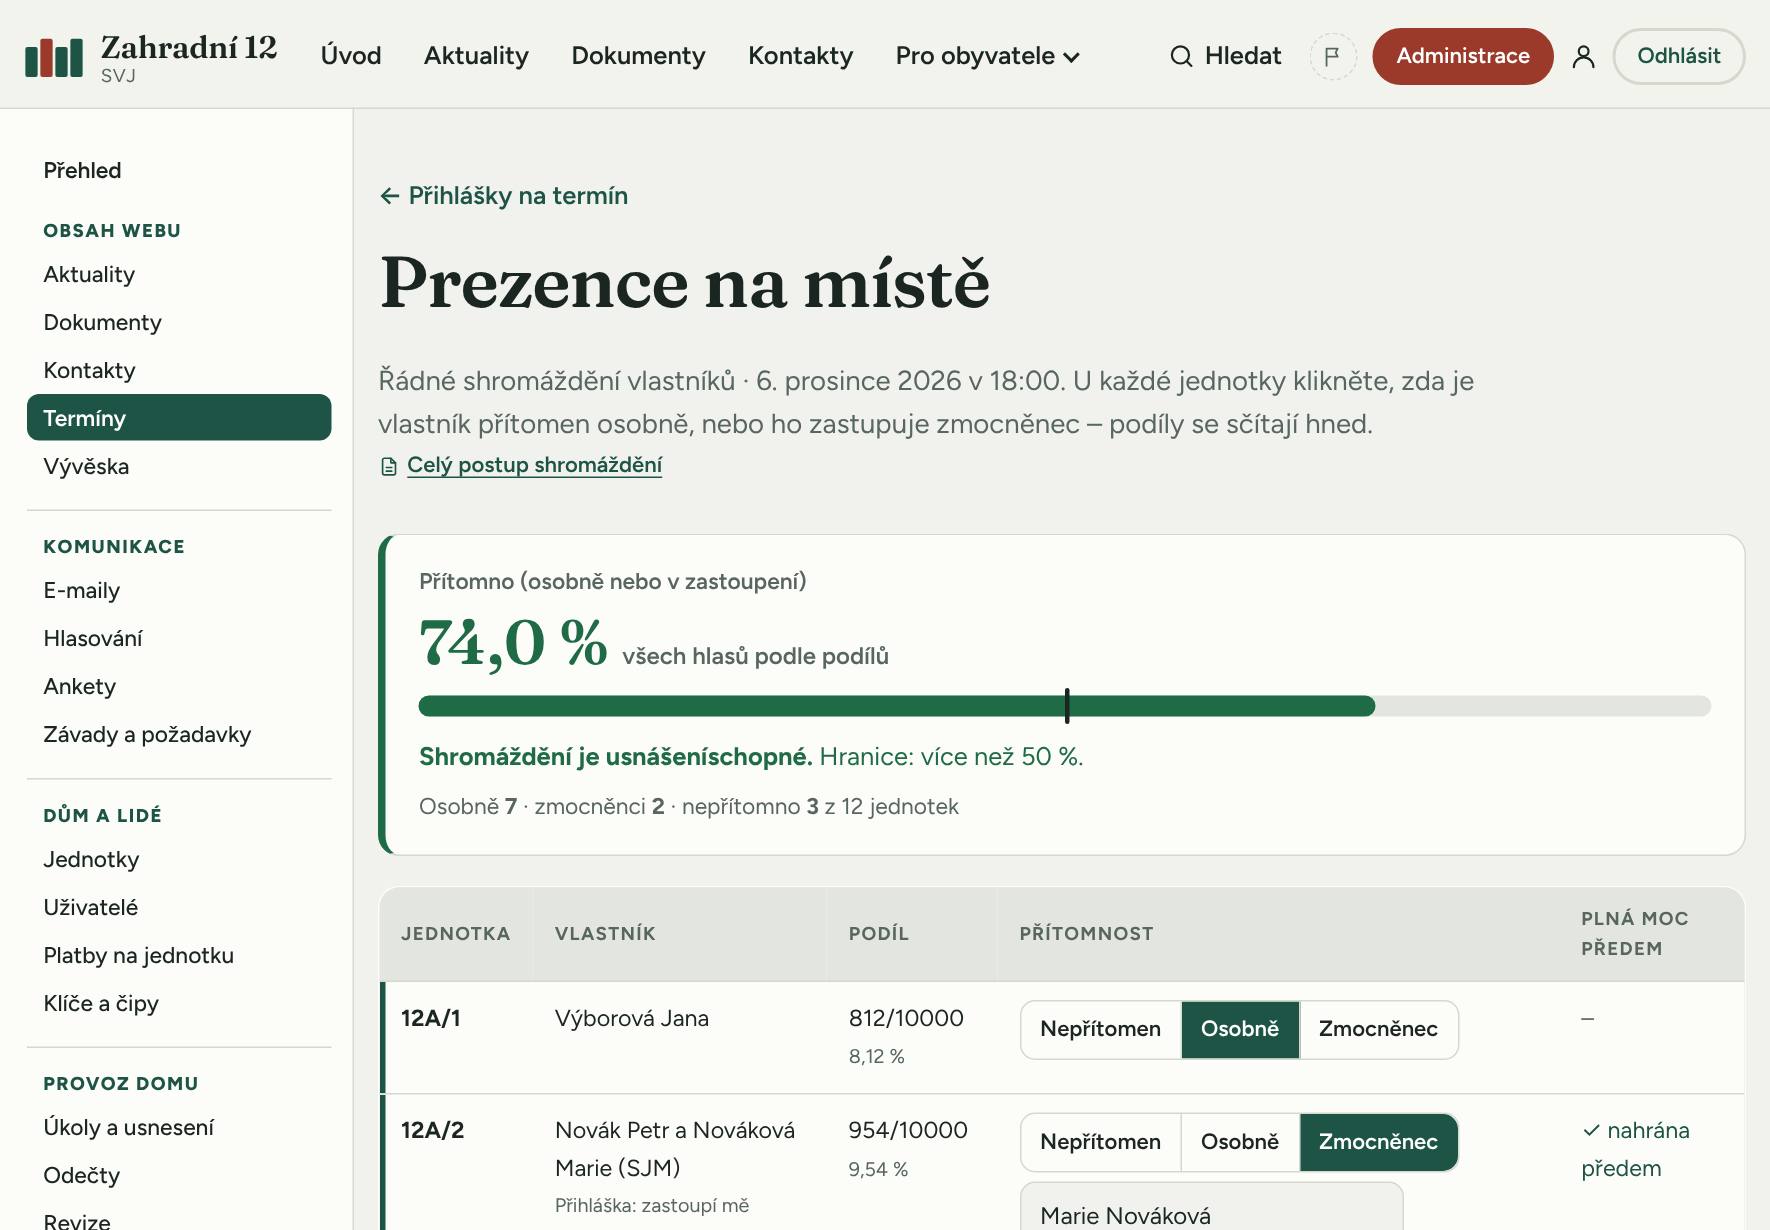 Zahradní 12
SVJ
Úvod
Aktuality
Dokumenty
Kontakty
Pro obyvatele
Hledat
Administrace
Odhlásit
Přehled
OBSAH WEBU
Aktuality
Dokumenty
Kontakty
Termíny
Vývěska
KOMUNIKACE
E-maily
Hlasování
Ankety
Závady a požadavky
DŮM A LIDÉ
Jednotky
Uživatelé
Platby na jednotku
Klíče a čipy
PROVOZ DOMU
Úkoly a usnesení
Odečty
Revize
← Přihlášky na termín
Prezence na místě
Řádné shromáždění vlastníků · 6. prosince 2026 v 18:00. U každé jednotky klikněte, zda je
vlastník přítomen osobně, nebo ho zastupuje zmocněnec – podíly se sčítají hned.
Celý postup shromáždění
Přítomno (osobně nebo v zastoupení)
74,0 % všech hlasů podle podílů
Shromáždění je usnášeníschopné. Hranice: více než 50 %.
Osobně 7 · zmocněnci 2 · nepřítomno 3 z 12 jednotek
JEDNOTKA
VLASTNÍK
PODÍL
PŘÍTOMNOST
PLNÁ MOC
PŘEDEM
12A/1
Výborová Jana
812/10000
8,12 %
Nepřítomen
Osobně
Zmocněnec
–
12A/2
Novák Petr a Nováková
Marie (SJM)
Přihláška: zastoupí mě
954/10000
9,54 %
Nepřítomen
Osobně
Zmocněnec
Marie Nováková
✓ nahrána
předem